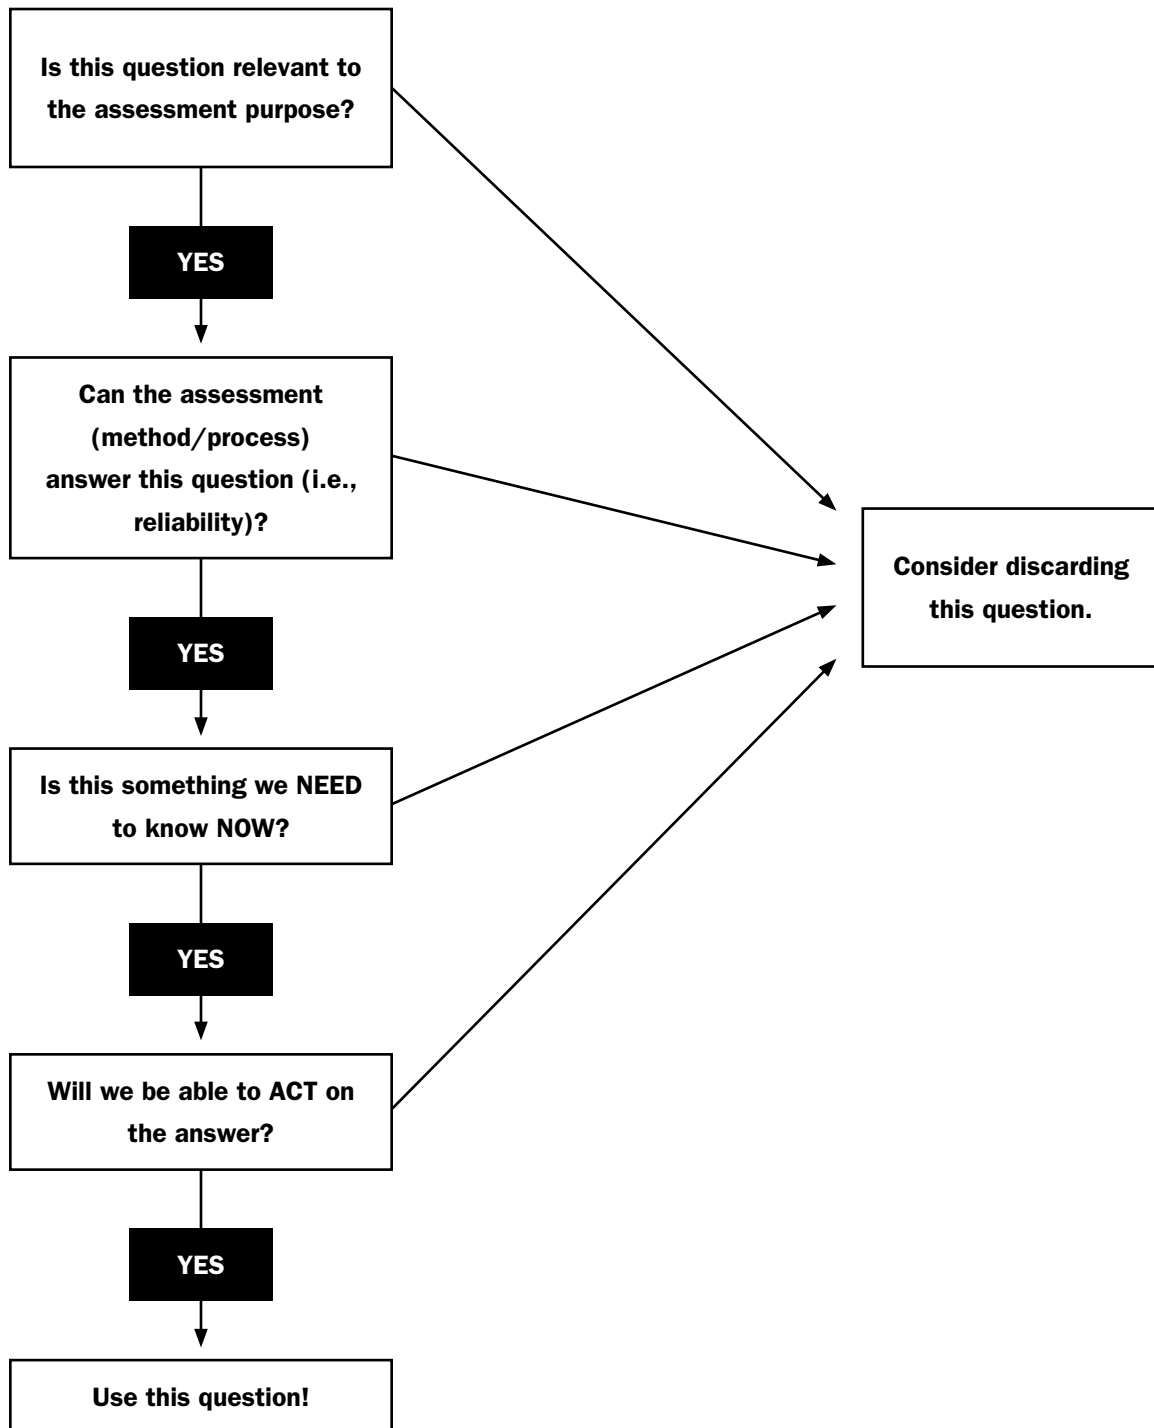 Is this question relevant to
the assessment purpose?
YES
Can the assessment
(method/process)
answer this question (i.e.,
reliability)?
Consider discarding
this question.
YES
Is this something we NEED
to know NOW?
YES
Will we be able to ACT on
the answer?
YES
Use this question!